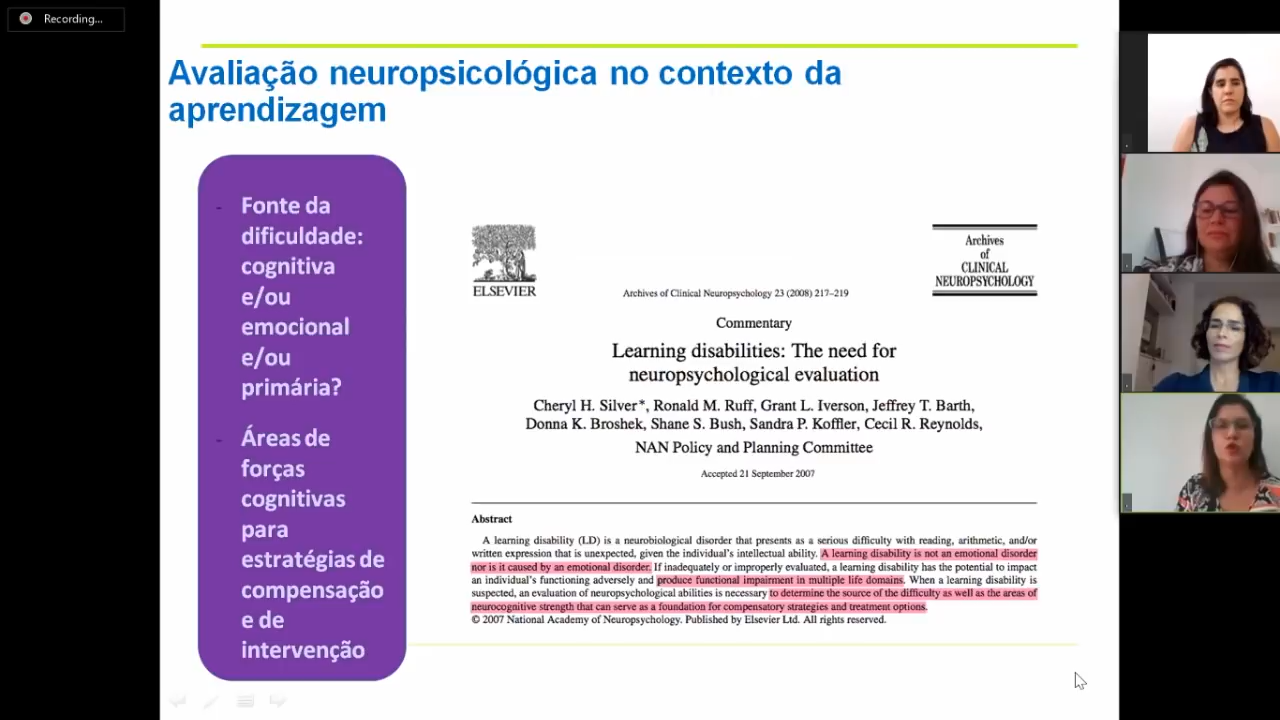 Recording...
Avaliação neuropsicológica no contexto da
aprendizagem
- Fonte da
dificuldade:
cognitiva
e/ou
emocional
e/ou
primária?
- Áreas de
forças
cognitivas
para
estratégias de
compensação
e de
intervenção
ELSEVIER
Archives
of
CLINICAL
NEUROPSYCHOLOGY
Archives of Clinical Neuropsychology 23 (2008) 217–219
Commentary
Learning disabilities: The need for
neuropsychological evaluation
Cheryl H. Silver*, Ronald M. Ruff, Grant L. Iverson, Jeffrey T. Barth,
Donna K. Broshek, Shane S. Bush, Sandra P. Koffler, Cecil R. Reynolds,
NAN Policy and Planning Committee
Accepted 21 September 2007
Abstract
A learning disability (LD) is a neurobiological disorder that presents as a serious difficulty with reading, arithmetic, and/or
written expression that is unexpected, given the individual's intellectual ability. A learning disability is not an emotional disorder
nor is it caused by an emotional disorder. If inadequately or improperly evaluated, a learning disability has the potential to impact
an individual's functioning adversely and produce functional impairment in multiple life domains. When a learning disability is
suspected, an evaluation of neuropsychological abilities is necessary to determine the source of the difficulty as well as the areas of
neurocognitive strength that can serve as a foundation for compensatory strategies and treatment options.
© 2007 National Academy of Neuropsychology. Published by Elsevier Ltd. All rights reserved.